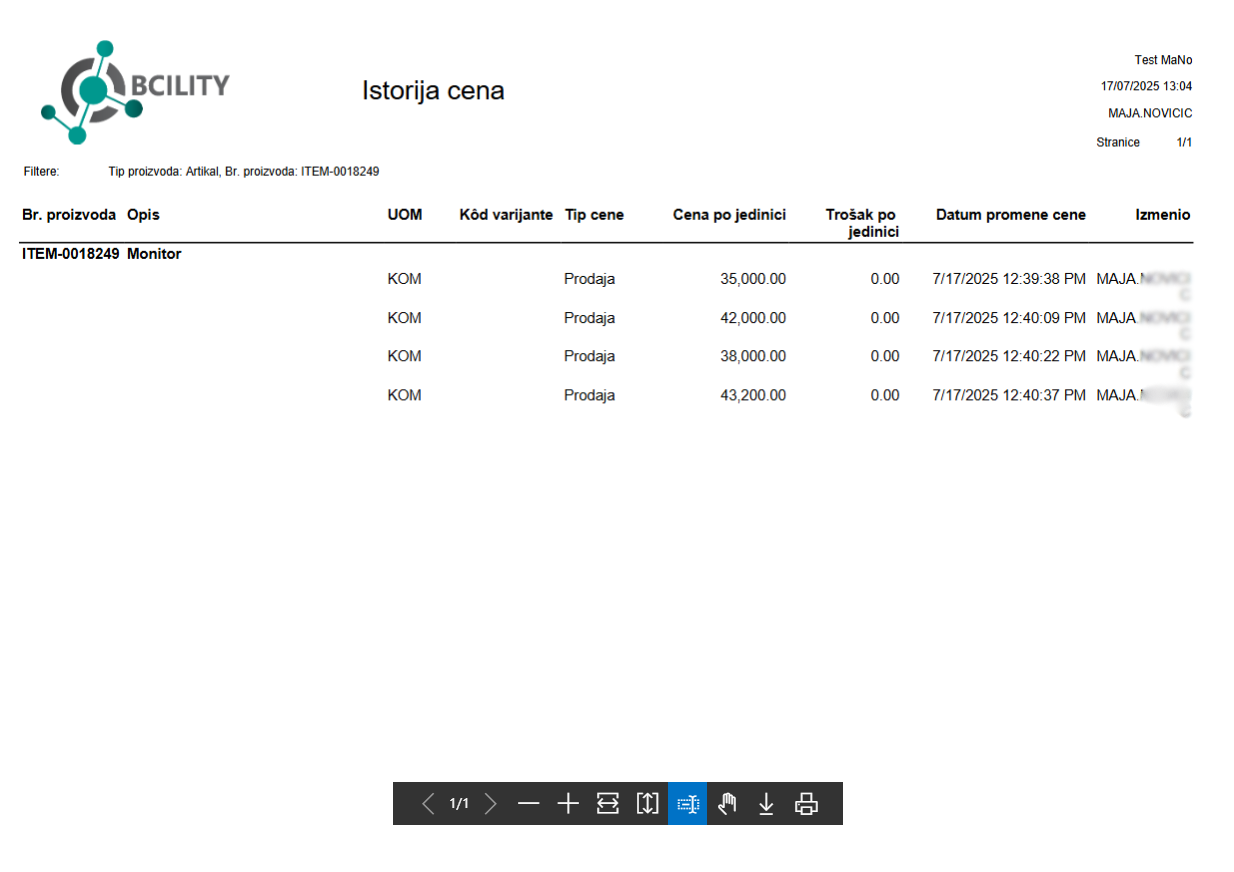 BCILITY
Istorija cena
Test MaNo
17/07/2025 13:04
MAJA.NOVICIC
Stranice 1/1
Filtere: Tip proizvoda: Artikal, Br. proizvoda: ITEM-0018249
Br. proizvoda Opis UOM Kôd varijante Tip cene Cena po jedinici Trošak po jedinici Datum promene cene Izmenio
ITEM-0018249 Monitor
KOM Prodaja 35,000.00 0.00 7/17/2025 12:39:38 PM MAJA.
KOM Prodaja 42,000.00 0.00 7/17/2025 12:40:09 PM MAJA.
KOM Prodaja 38,000.00 0.00 7/17/2025 12:40:22 PM MAJA.
KOM Prodaja 43,200.00 0.00 7/17/2025 12:40:37 PM MAJA.
1/1